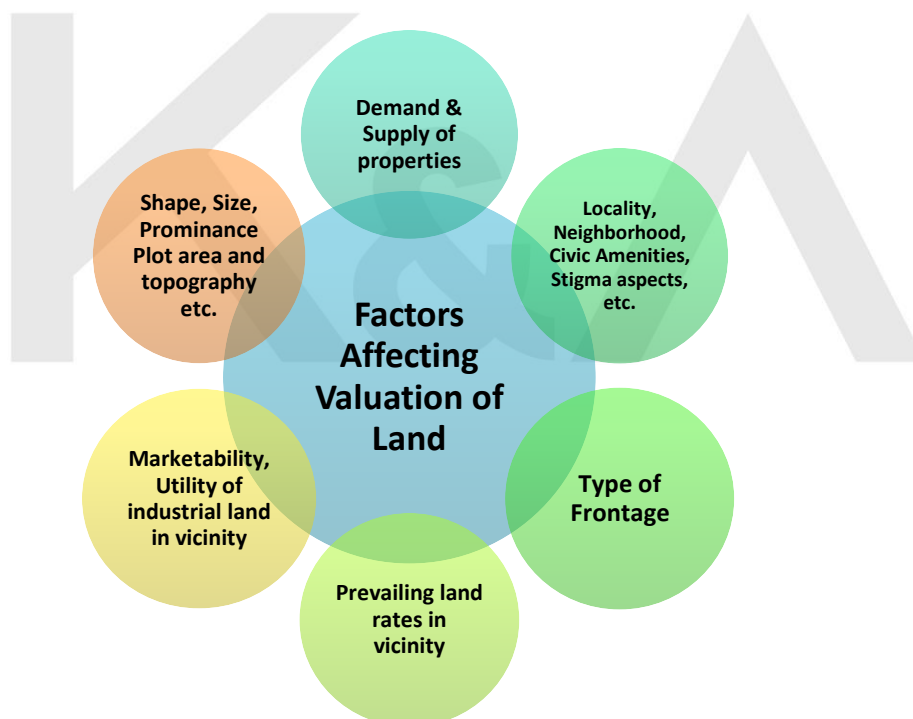 K&A
Demand &
Supply of
properties
Locality,
Neighborhood,
Civic Amenities,
Stigma aspects,
etc.
Type of
Frontage
Prevailing land
rates in
vicinity
Marketability,
Utility of
industrial land
in vicinity
Shape, Size,
Prominance
Plot area and
topography
etc.
Factors
Affecting
Valuation of
Land